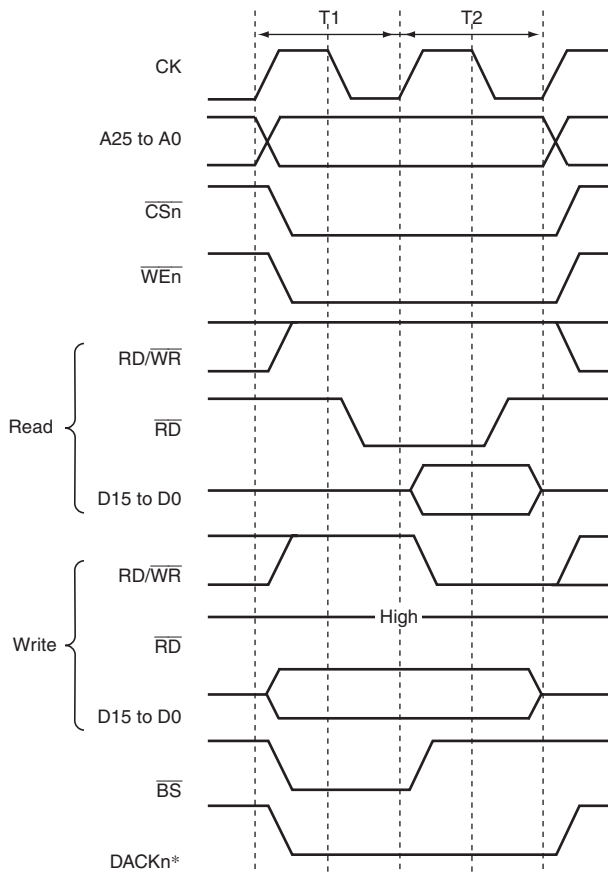 T1 T2
CK
A25 to A0
CSn
WEn
RD/WR
Read
RD
D15 to D0
RD/WR
High
Write
RD
D15 to D0
BS
DACKn*